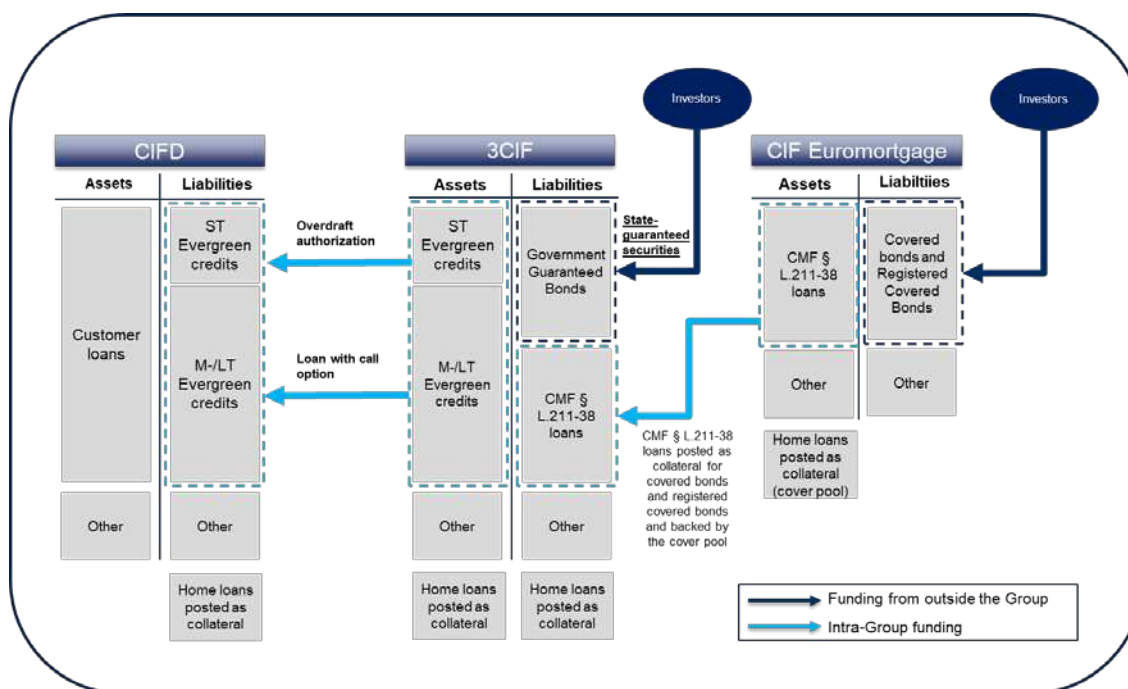 Investors
Investors
CIFD
3CIF
CIF Euromortgage
Assets
Liabilities
Assets
Liabilities
Assets
Liabiltiies
Customer
loans
Other
ST
Evergreen
credits
M-/LT
Evergreen
credits
Other
Home loans
posted as
collateral
Overdraft
authorization
Loan with call
option
ST
Evergreen
credits
M-/LT
Evergreen
credits
Other
Home loans
posted as
collateral
Government
Guaranteed
Bonds
CMF §
L.211-38
loans
Other
Home loans
posted as
collateral
State-
guaranteed
securities
CMF § L.211-38
loans posted as
collateral for
covered bonds
and registered
covered bonds
and backed by
the cover pool
CMF §
L.211-38
loans
Other
Home loans
posted as
collateral
(cover pool)
Covered
bonds and
Registered
Covered
Bonds
Other
Funding from outside the Group
Intra-Group funding